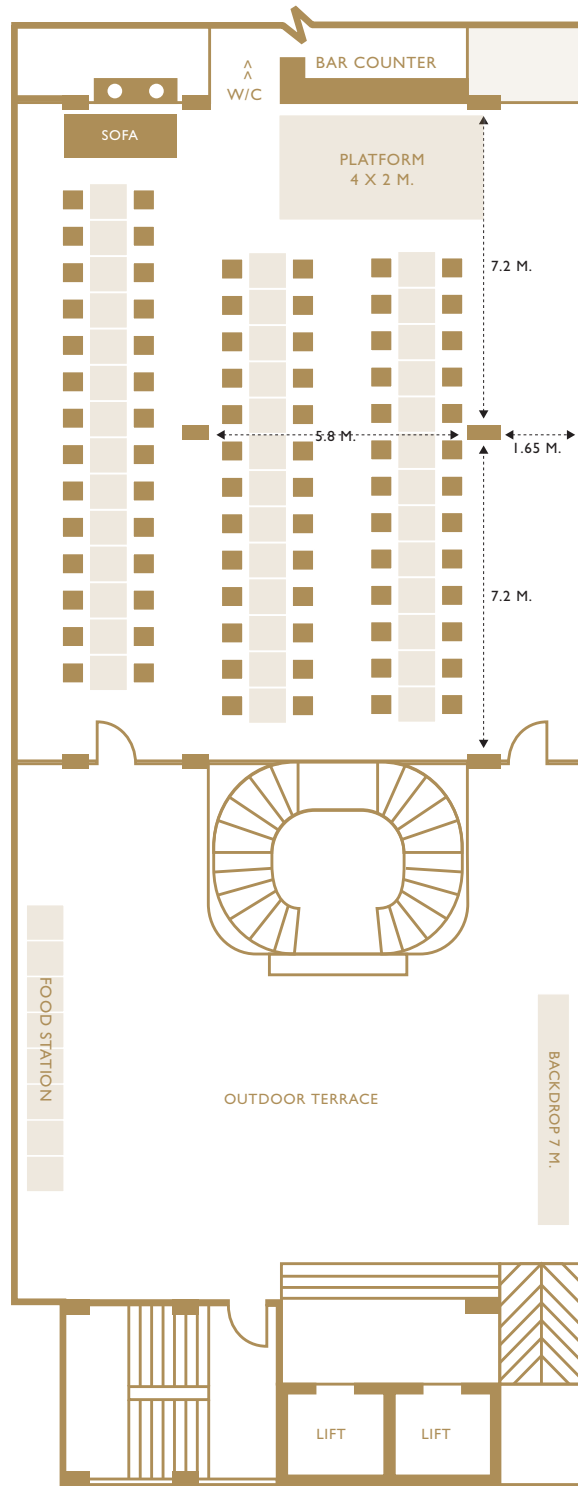 BAR COUNTER
W/C
SOFA
PLATFORM
4 X 2 M.
7.2 M.
5.8 M.
1.65 M.
7.2 M.
FOOD STATION
OUTDOOR TERRACE
BACKDROP 7 M.
LIFT
LIFT